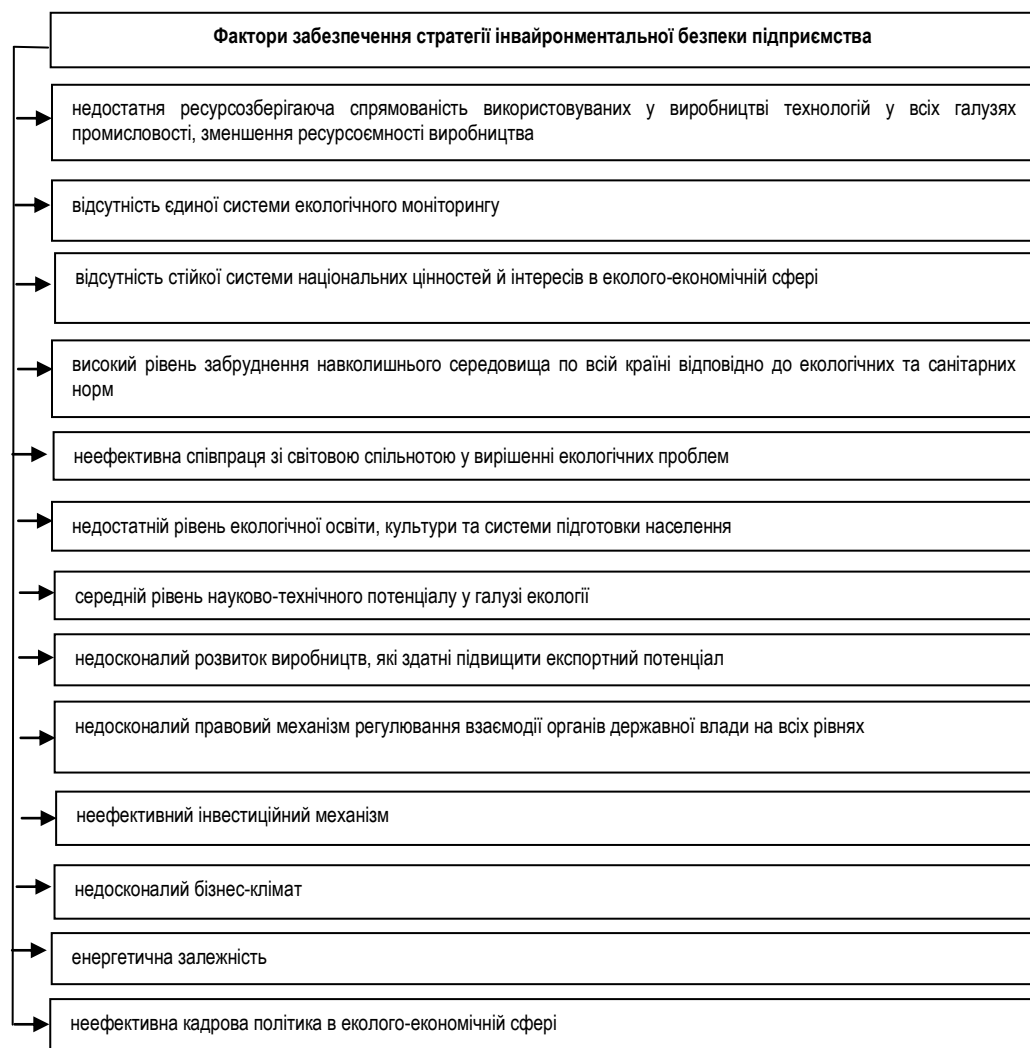 Фактори забезпечення стратегії інвайронментальної безпеки підприємства
недостатня ресурсозберігаюча спрямованість використовуваних у виробництві технологій у всіх галузях
промисловості, зменшення ресурсоємності виробництва
відсутність єдиної системи екологічного моніторингу
відсутність стійкої системи національних цінностей й інтересів в еколого-економічній сфері
високий рівень забруднення навколишнього середовища по всій країні відповідно до екологічних та санітарних
норм
неефективна співпраця зі світовою спільнотою у вирішенні екологічних проблем
недостатній рівень екологічної освіти, культури та системи підготовки населення
середній рівень науково-технічного потенціалу у галузі екології
недосконалий розвиток виробництв, які здатні підвищити експортний потенціал
недосконалий правовий механізм регулювання взаємодії органів державної влади на всіх рівнях
неефективний інвестиційний механізм
недосконалий бізнес-клімат
енергетична залежність
неефективна кадрова політика в еколого-економічній сфері